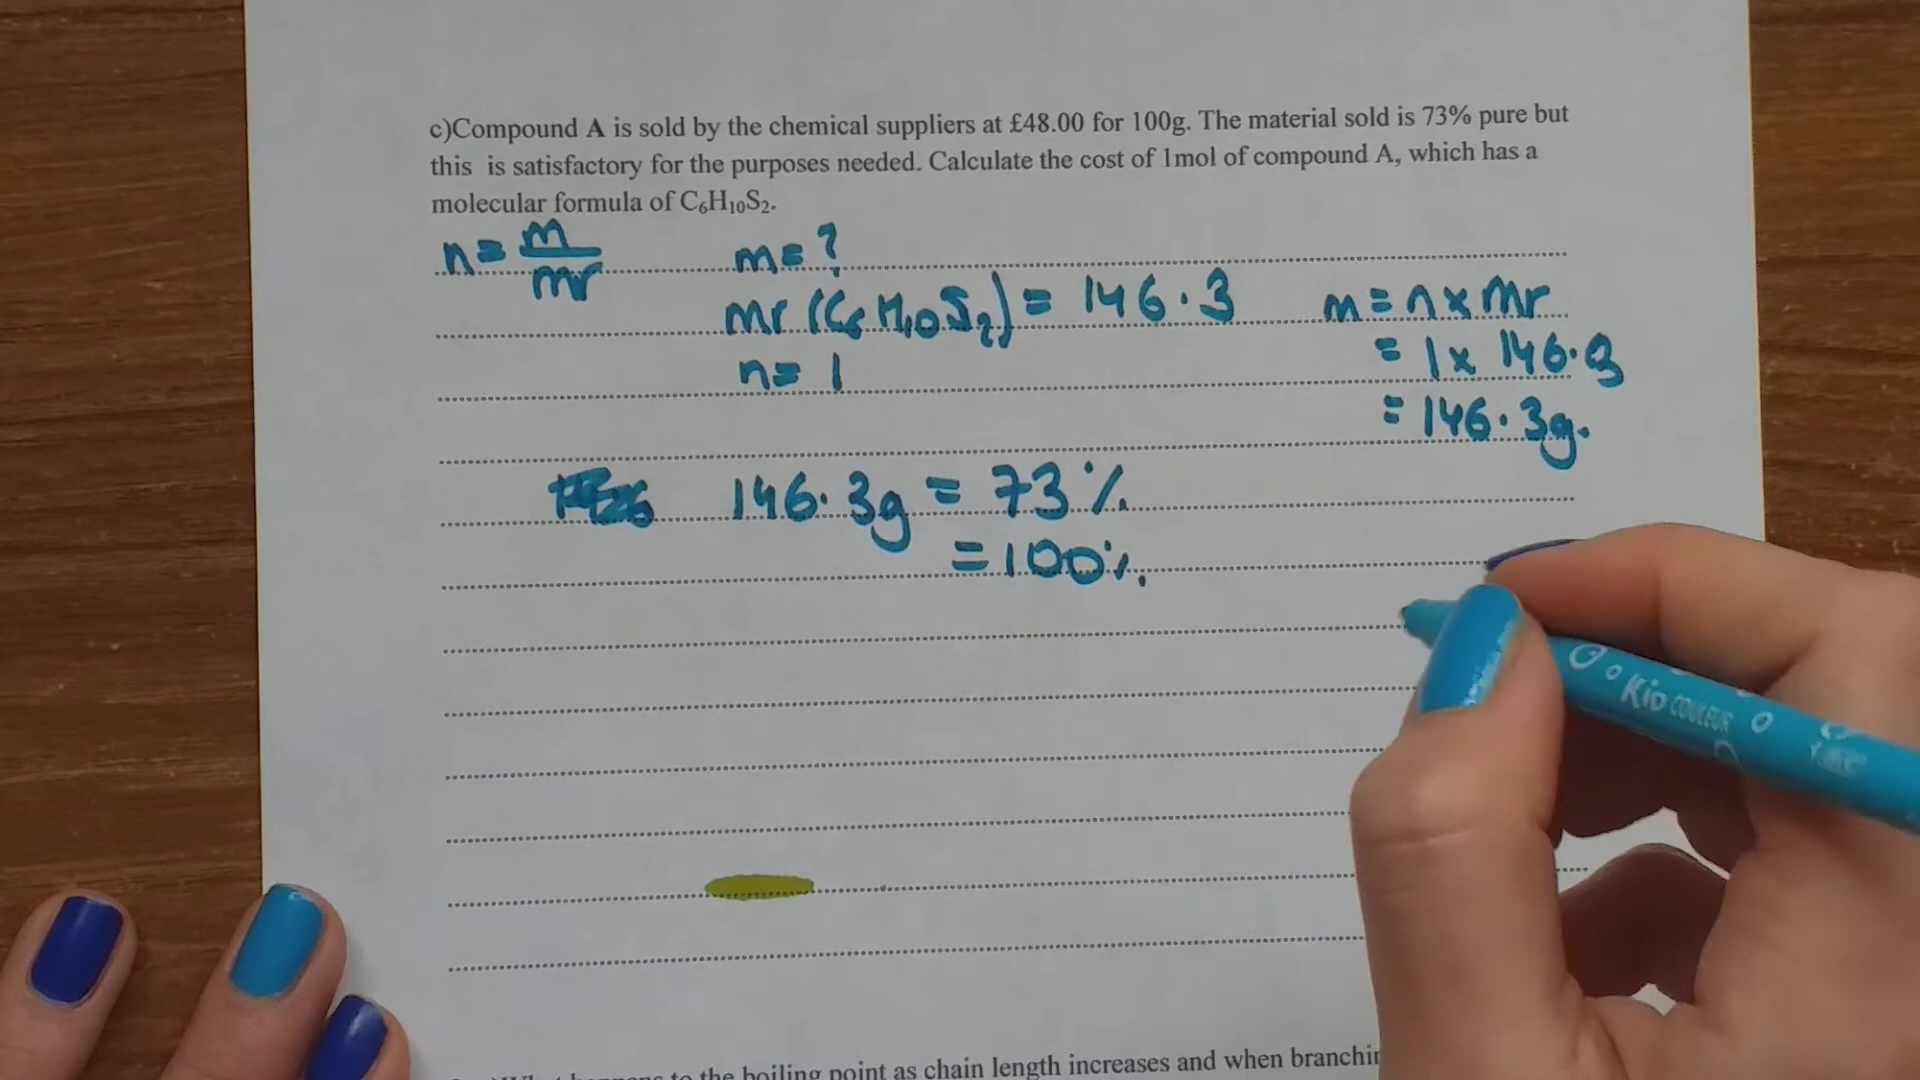 c)Compound A is sold by the chemical suppliers at £48.00 for 100g. The material sold is 73% pure but
this is satisfactory for the purposes needed. Calculate the cost of 1mol of compound A, which has a
molecular formula of C₆H₁₀S₂.
n = m/mr
m = ?
mr (C₆H₁₀S₂) = 146.3
n = 1
m = n x mr
= 1 x 146.3
= 146.3g.
146.3g = 73%
= 100%
KID COULEUR
to the boiling point as chain length increases and when